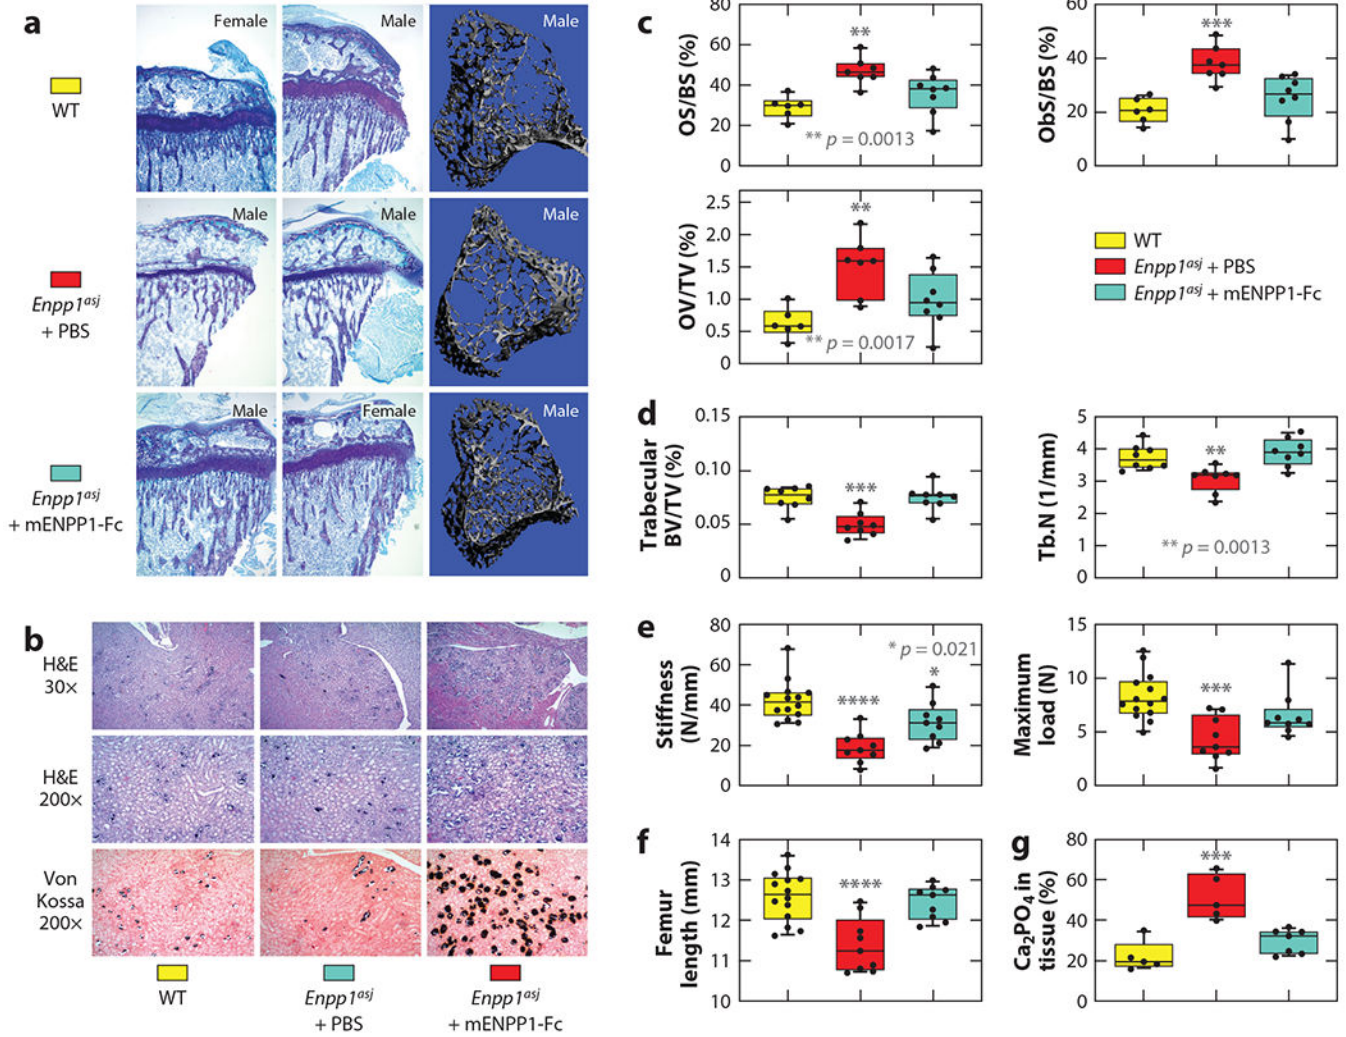 a
Female
Male
Male
WT
Male
Male
Male
Enpp1asj
+ PBS
Male
Female
Male
Enpp1asj
+ mENPP1-Fc
b
H&E
30×
H&E
200×
Von
Kossa
200×
WT
Enpp1asj
+ PBS
Enpp1asj
+ mENPP1-Fc
c
OS/BS (%)
80
60
40
20
0
**
** p = 0.0013
ObS/BS (%)
60
40
20
0
***
OV/TV (%)
2.5
2.0
1.5
1.0
0.5
0
**
** p = 0.0017
WT
Enpp1asj + PBS
Enpp1asj + mENPP1-Fc
d
Trabecular
BV/TV (%)
0.15
0.10
0.05
0
***
Tb.N (1/mm)
5
4
3
2
1
0
**
** p = 0.0013
e
Stiffness
(N/mm)
80
60
40
20
0
****
* p = 0.021
*
Maximum
load (N)
15
10
5
0
***
f
Femur
length (mm)
14
13
12
11
10
****
g
Ca2PO4 in
tissue (%)
80
60
40
20
0
***